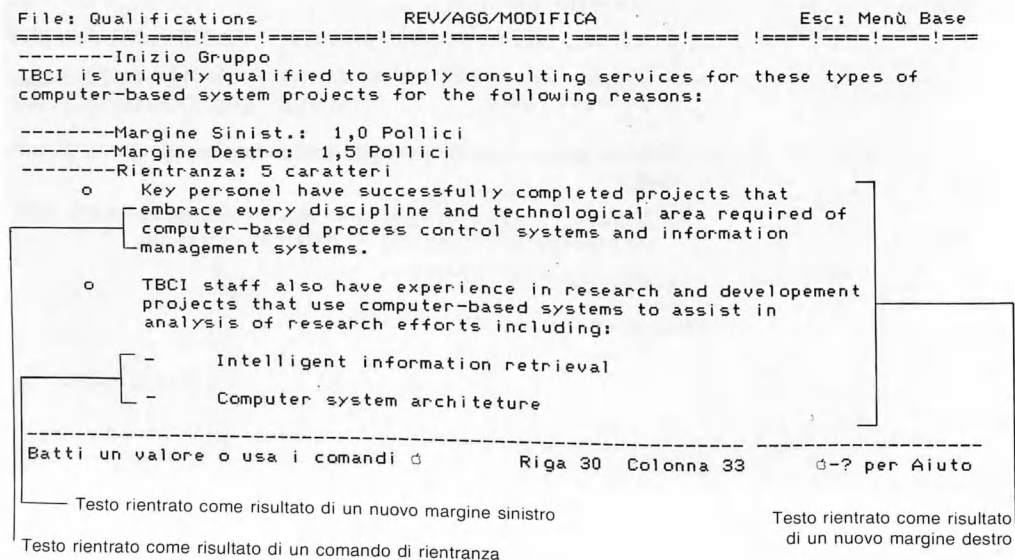 File: Qualifications REV/AGG/MODIFICA Esc: Menù Base
=====!====!====!====!====!====!====!====!====!====!====!====!==== !====!====!====!===
--------Inizio Gruppo
TBCI is uniquely qualified to supply consulting services for these types of
computer-based system projects for the following reasons:
--------Margine Sinist.: 1,0 Pollici
--------Margine Destro: 1,5 Pollici
--------Rientranza: 5 caratteri
o Key personel have successfully completed projects that
embrace every discipline and technological area required of
computer-based process control systems and information
management systems.
o TBCI staff also have experience in research and developement
projects that use computer-based systems to assist in
analysis of research efforts including:
- Intelligent information retrieval
- Computer system architeture
Batti un valore o usa i comandi Riga 30 Colonna 33 -? per Aiuto
Testo rientrato come risultato di un nuovo margine sinistro
Testo rientrato come risultato
di un nuovo margine destro
Testo rientrato come risultato di un comando di rientranza